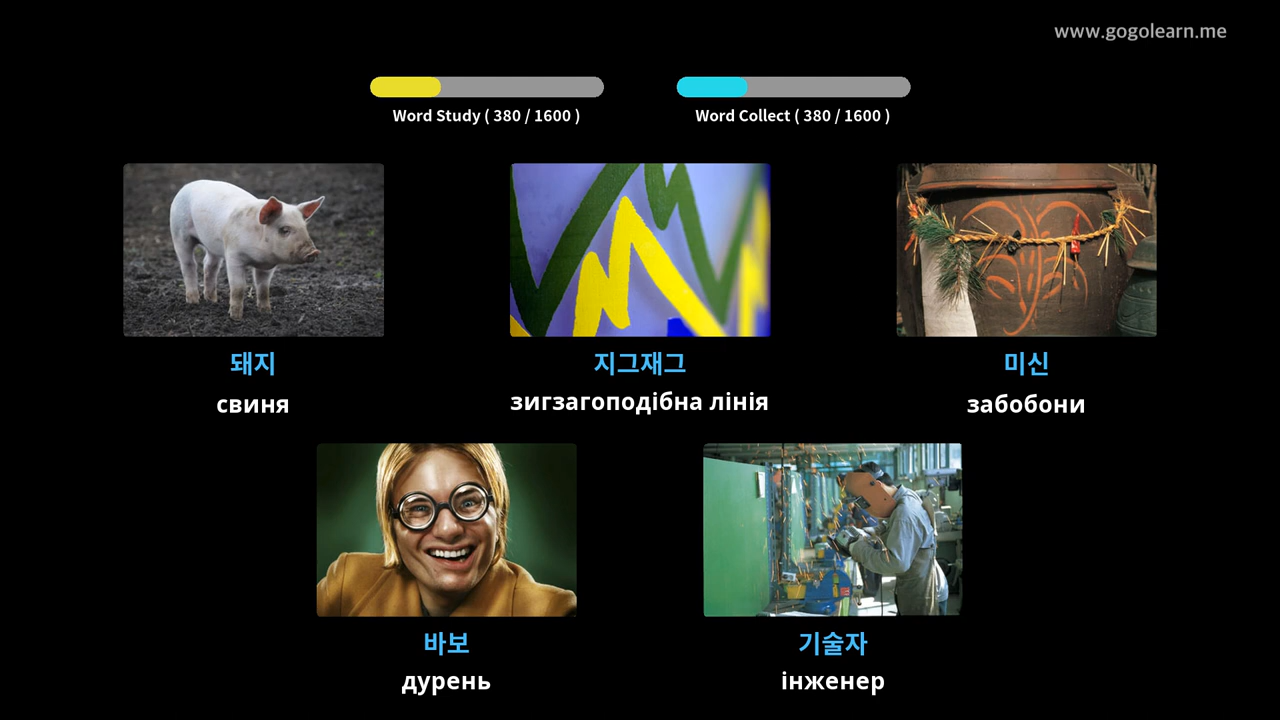 www.gogolearn.me
Word Study ( 380 / 1600 )
Word Collect ( 380 / 1600 )
돼지
свиня
지그재그
зигзагоподібна лінія
미신
забобони
바보
дурень
기술자
інженер